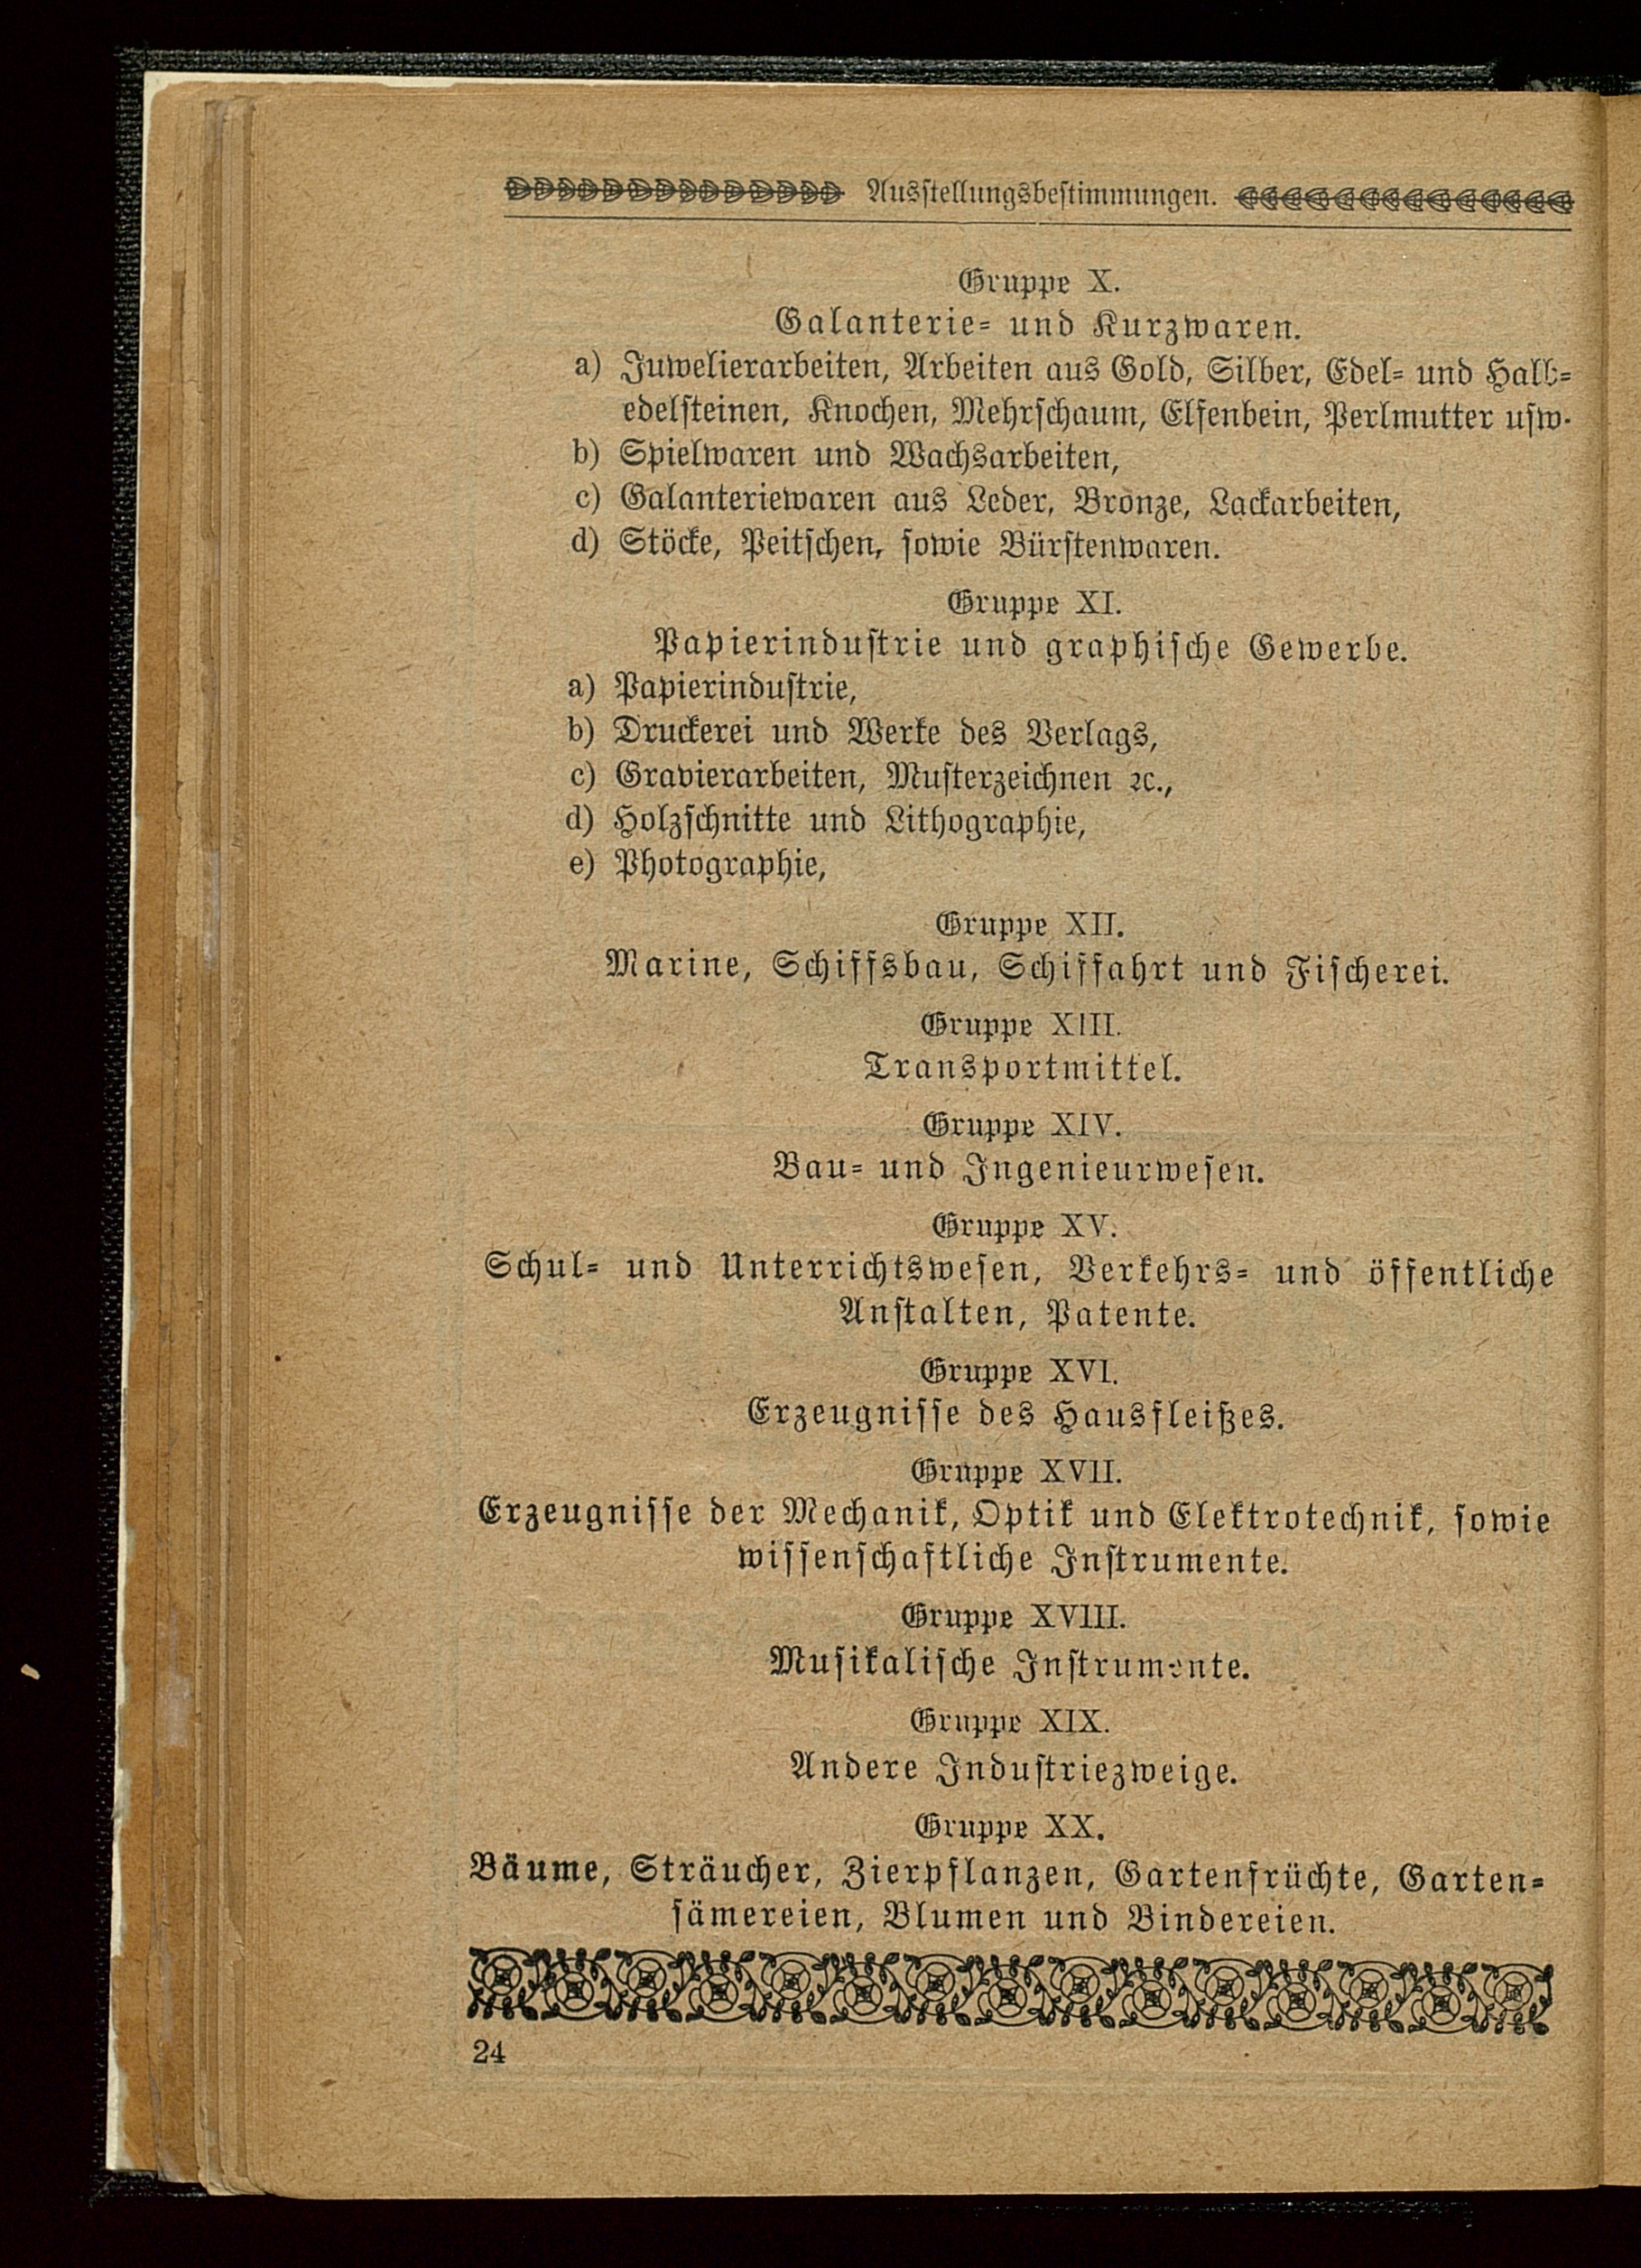 Ausstellungsbestimmungen.
Gruppe X.
Galanterie- und Kurzwaren.
a) Juwelierarbeiten, Arbeiten aus Gold, Silber, Edel- und Halb-
edelsteinen, Knochen, Mehrschaum, Elfenbein, Perlmutter usw.
b) Spielwaren und Wachsarbeiten,
c) Galanteriewaren aus Leder, Bronze, Lackarbeiten,
d) Stöcke, Peitschen, sowie Bürstenwaren.
Gruppe XI.
Papierindustrie und graphische Gewerbe.
a) Papierindustrie,
b) Druckerei und Werke des Verlags,
c) Gravierarbeiten, Musterzeichnen ꝛc.,
d) Holzschnitte und Lithographie,
e) Photographie,
Gruppe XII.
Marine, Schiffsbau, Schiffahrt und Fischerei.
Gruppe XIII.
Transportmittel.
Gruppe XIV.
Bau- und Ingenieurwesen.
Gruppe XV.
Schul- und Unterrichtswesen, Verkehrs- und öffentliche
Anstalten, Patente.
Gruppe XVI.
Erzeugnisse des Hausfleißes.
Gruppe XVII.
Erzeugnisse der Mechanik, Optik und Elektrotechnik, sowie
wissenschaftliche Instrumente.
Gruppe XVIII.
Musikalische Instrumente.
Gruppe XIX.
Andere Industriezweige.
Gruppe XX.
Bäume, Sträucher, Zierpflanzen, Gartenfrüchte, Garten-
sämereien, Blumen und Bindereien.
24